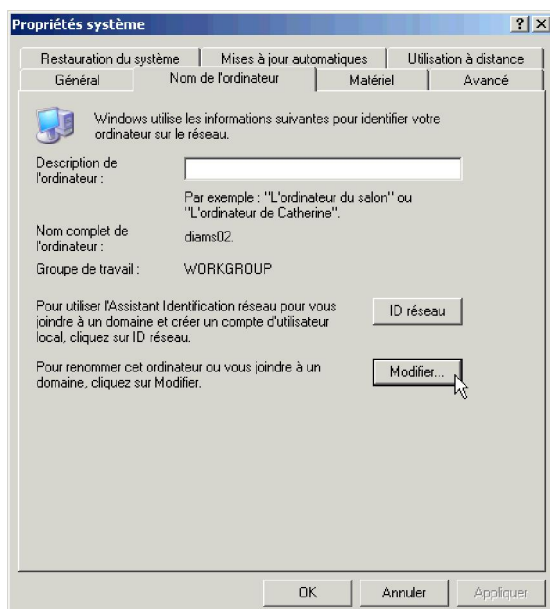 Propriétés système
Restauration du système
Mises à jour automatiques
Utilisation à distance
Général
Nom de l'ordinateur
Matériel
Avancé
Windows utilise les informations suivantes pour identifier votre
ordinateur sur le réseau.
Description de
l'ordinateur :
Par exemple : "L'ordinateur du salon" ou
"L'ordinateur de Catherine".
Nom complet de
l'ordinateur :
diams02.
Groupe de travail :
WORKGROUP
Pour utiliser l'Assistant Identification réseau pour vous
joindre à un domaine et créer un compte d'utilisateur
local, cliquez sur ID réseau.
ID réseau
Pour renommer cet ordinateur ou vous joindre à un
domaine, cliquez sur Modifier.
Modifier...
OK
Annuler
Appliquer